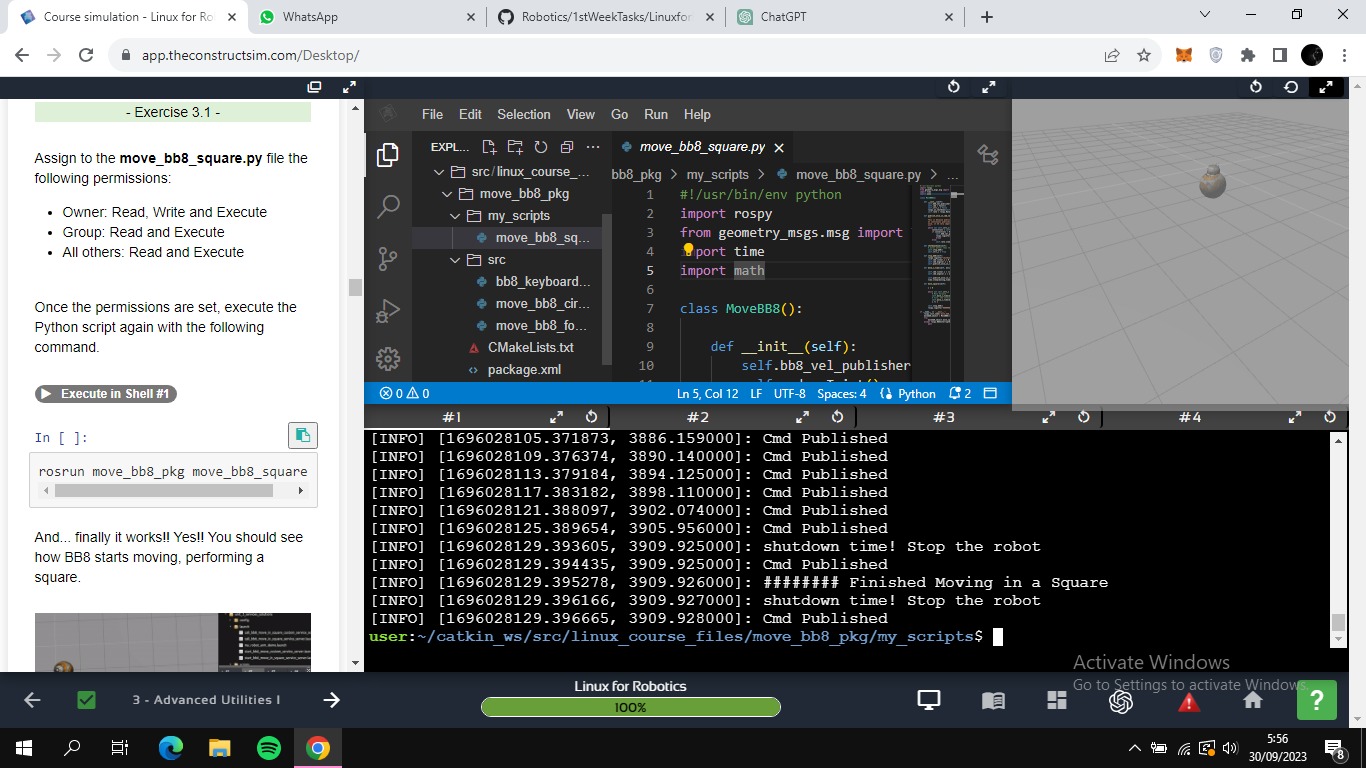 Course simulation - Linux for Ro
WhatsApp
Robotics/1stWeekTasks/Linuxfor
ChatGPT
app.theconstructsim.com/Desktop/
- Exercise 3.1 -
Assign to the move_bb8_square.py file the
following permissions:
Owner: Read, Write and Execute
Group: Read and Execute
All others: Read and Execute
Once the permissions are set, execute the
Python script again with the following
command.
Execute in Shell #1
In [ ]:
rosrun move_bb8_pkg move_bb8_square
And... finally it works!! Yes!! You should see
how BB8 starts moving, performing a
square.
File Edit Selection View Go Run Help
EXPL...
src/linux_course_...
move_bb8_pkg
my_scripts
move_bb8_sq...
src
bb8_keyboard...
move_bb8_cir...
move_bb8_fo...
CMakeLists.txt
package.xml
move_bb8_square.py
bb8_pkg > my_scripts > move_bb8_square.py > ...
1 #!/usr/bin/env python
2 import rospy
3 from geometry_msgs.msg import
4 port time
5 import math
6
7 class MoveBB8():
8
9 def __init__(self):
10 self.bb8_vel_publisher
0 0 Ln 5, Col 12 LF UTF-8 Spaces: 4 Python 2
#1 #2 #3 #4
[INFO] [1696028105.371873, 3886.159000]: Cmd Published
[INFO] [1696028109.376374, 3890.140000]: Cmd Published
[INFO] [1696028113.379184, 3894.125000]: Cmd Published
[INFO] [1696028117.383182, 3898.110000]: Cmd Published
[INFO] [1696028121.388097, 3902.074000]: Cmd Published
[INFO] [1696028125.389654, 3905.956000]: Cmd Published
[INFO] [1696028129.393605, 3909.925000]: shutdown time! Stop the robot
[INFO] [1696028129.394435, 3909.925000]: Cmd Published
[INFO] [1696028129.395278, 3909.926000]: ######## Finished Moving in a Square
[INFO] [1696028129.396166, 3909.927000]: shutdown time! Stop the robot
[INFO] [1696028129.396665, 3909.928000]: Cmd Published
user:~/catkin_ws/src/linux_course_files/move_bb8_pkg/my_scripts$
Activate Windows
Go to Settings to activate Windows.
3 - Advanced Utilities I
Linux for Robotics
100%
?
5:56
30/09/2023
8